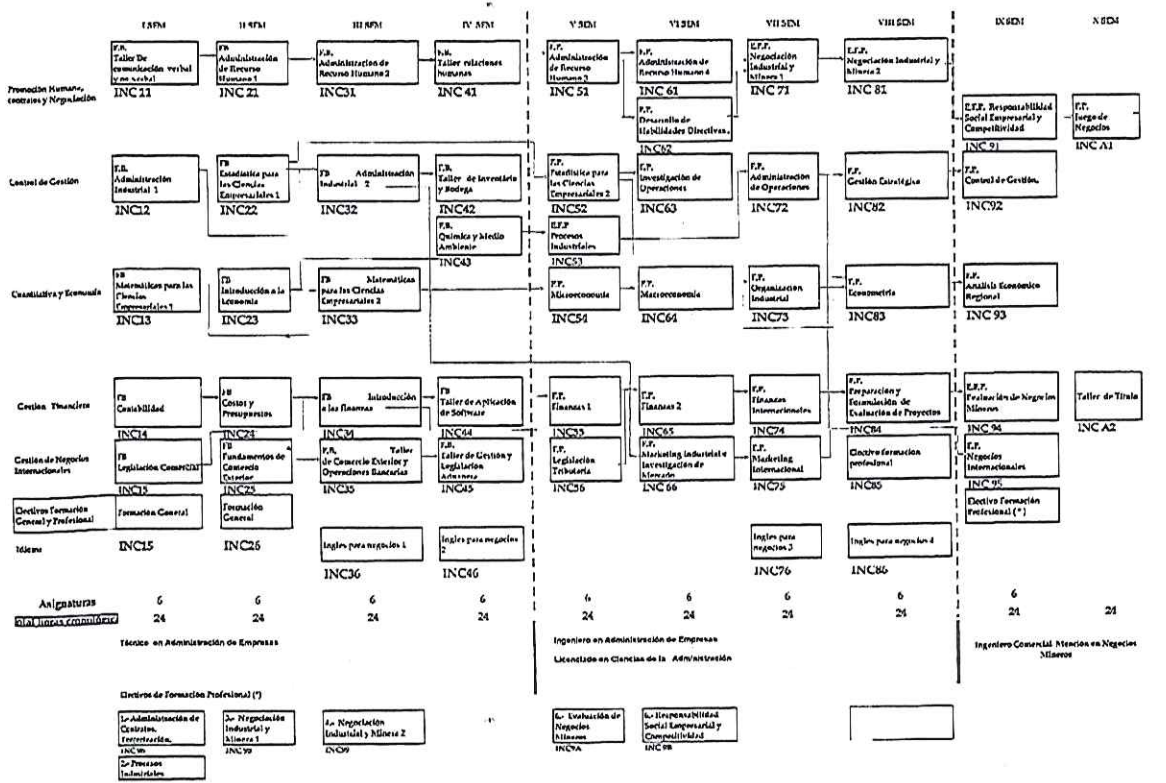 I SEM II SEM III SEM IV SEM V SEM VI SEM VII SEM VIII SEM IX SEM X SEM
Promoción Humana,
contratos y Negociación
F.B.
Taller De
comunicación verbal
y no verbal
INC 11
FB
Administración
de Recurso
Humano 1
INC 21
F.B.
Administración de
Recurso Humano 2
INC31
F.B.
Taller relaciones
humanas
INC 41
F.P.
Administración
de Recurso
Humano 3
INC 51
F.P.
Administración de
Recurso Humano 4
INC 61
E.F.P.
Negociación
Industrial y
Minera 1
INC 71
E.F.P.
Negociación Industrial y
Minera 2
INC 81
F.P.
Desarrollo de
Habilidades Directivas.
INC62
E.F.P. Responsabilidad
Social Empresarial y
Competitividad
INC 91
F.P.
Juego de
Negocios
INC A1
Control de Gestión
F.B.
Administración
Industrial 1
INC12
FB
Estadística para
las Ciencias
Empresariales 1
INC22
FB Administración
Industrial 2
INC32
F.B.
Taller de Inventario
y Bodega
INC42
F.P.
Estadística para
las Ciencias
Empresariales 2
INC52
F.P.
Investigación de
Operaciones
INC63
F.P.
Administración
de Operaciones
INC72
F.P.
Gestión Estratégica
INC82
F.P.
Control de Gestión.
INC92
F.B.
Química y Medio
Ambiente
INC43
E.F.P
Procesos
Industriales
INC53
Cuantitativa y Economía
FB
Matemáticas para las
Ciencias
Empresariales 1
INC13
FB
Introducción a la
Economía
INC23
FB Matemáticas
para las Ciencias
Empresariales 2
INC33
F.P.
Microeconomía
INC54
F.P.
Macroeconomía
INC64
F.P.
Organización
Industrial
INC73
F.P.
Econometría
INC83
F.P.
Análisis Económico
Regional
INC 93
Gestión Financiera
FB
Contabilidad
INC14
FB
Costos y
Presupuestos
INC24
FB Introducción
a las finanzas
INC34
FB
Taller de Aplicación
de Software
INC44
F.P.
Finanzas 1
INC55
F.P.
Finanzas 2
INC65
F.P.
Finanzas
Internacionales
INC74
F.P.
Preparación y
Formulación de
Evaluación de Proyectos
INC84
E.F.P.
Evaluación de Negocios
Mineros
INC 94
Taller de Título
INC A2
Gestión de Negocios
Internacionales
FB
Legislación Comercial
INC15
FB
Fundamentos de
Comercio
Exterior
INC25
F.B. Taller
de Comercio Exterior y
Operaciones Bancarias
INC35
F.B.
Taller de Gestión y
Legislación
Aduanera
INC45
F.P.
Legislación
Tributaria
INC56
F.P.
Marketing Industrial e
Investigación de
Mercado
INC 66
F.P.
Marketing
Internacional
INC75
Electivo formación
profesional
INC85
F.P.
Negocios
Internacionales
INC 95
Electivos Formación
General y Profesional
Formación General
INC15
Formación
General
INC26
Electivo Formación
Profesional (*)
Idioma
Ingles para negocios 1
INC36
Ingles para negocios
2
INC46
Ingles para
negocios 3
INC76
Ingles para negocios 4
INC86
Asignaturas 6 6 6 6 6 6 6 6 6
24 24 24 24 24 24 24 24 24 24
Técnico en Administración de Empresas
Ingeniero en Administración de Empresas
Licenciado en Ciencias de la Administración
Ingeniero Comercial Mención en Negocios
Mineros
Electivos de Formación Profesional (*)
1.- Administración de
Contratos,
Tercerización.
2.- Procesos
Industriales
3.- Negociación
Industrial y
Minera 1
4.- Negociación
Industrial y Minera 2
INC99
Evaluación de
Negocios
Mineros
INC9A
6.- Responsabilidad
Social Empresarial y
Competitividad
INC 9B